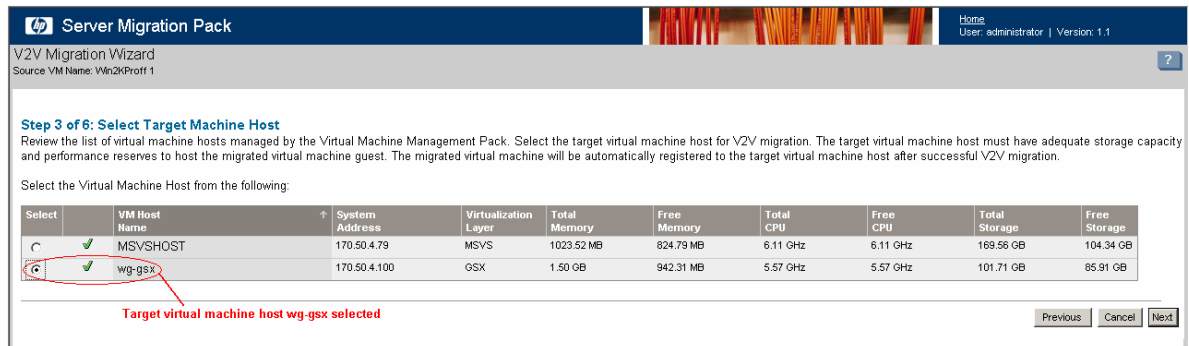 hp Server Migration Pack
Home
User: administrator | Version: 1.1
V2V Migration Wizard
Source VM Name: Win2KProff 1
?
Step 3 of 6: Select Target Machine Host
Review the list of virtual machine hosts managed by the Virtual Machine Management Pack. Select the target virtual machine host for V2V migration. The target virtual machine host must have adequate storage capacity
and performance reserves to host the migrated virtual machine guest. The migrated virtual machine will be automatically registered to the target virtual machine host after successful V2V migration.
Select the Virtual Machine Host from the following:
Select VM Host Name System Address Virtualization Layer Total Memory Free Memory Total CPU Free CPU Total Storage Free Storage
MSVSHOST 170.50.4.79 MSVS 1023.52 MB 824.79 MB 6.11 GHz 6.11 GHz 169.56 GB 104.34 GB
wg-gsx 170.50.4.100 GSX 1.50 GB 942.31 MB 5.57 GHz 5.57 GHz 101.71 GB 85.91 GB
Target virtual machine host wg-gsx selected
Previous Cancel Next